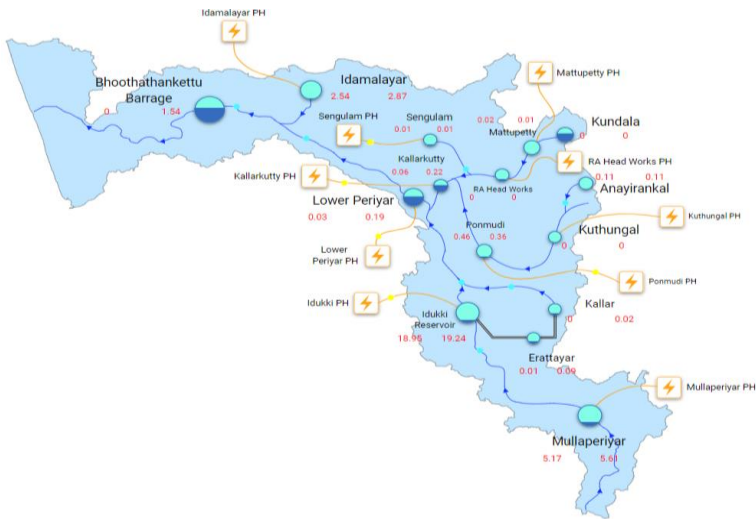 Idamalayar PH
Mattupetty PH
Bhoothathankettu
Barrage
0 1.54
Idamalayar
2.54 2.87
Sengulam PH
Sengulam
0.01 0.01
0.02 0.01
Mattupetty
Kundala
0 0
RA Head Works PH
Kallarkutty PH
Kallarkutty
0.06 0.22
RA Head Works
0 0
0.11 0.11
Anayirankal
Lower Periyar
0.03 0.19
Kuthungal PH
Ponmudi
0.46 0.36
Kuthungal
0 0
Lower
Periyar PH
Ponmudi PH
Idukki PH
Idukki
Reservoir
18.95 19.24
Kallar
0 0.02
Erattayar
0.01 0.09
Mullaperiyar PH
Mullaperiyar
5.17 5.61